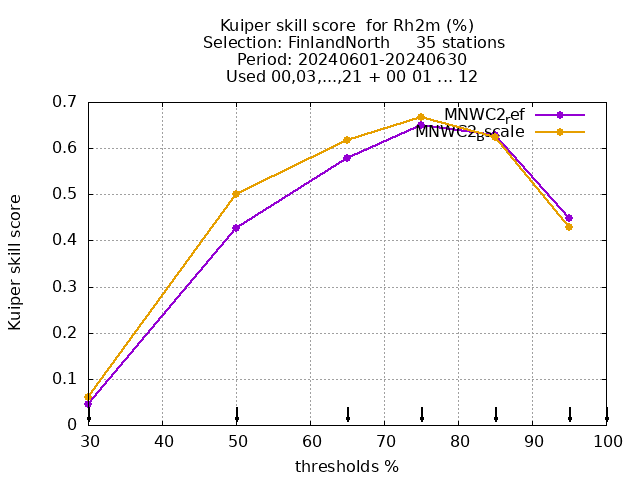 Kuiper skill score  for Rh2m (%)
Selection: FinlandNorth     35 stations
Period: 20240601-20240630
Used 00,03,...,21 + 00 01 ... 12
MNWC2_ref
MNWC2_Bscale
Kuiper skill score
0.7
0.6
0.5
0.4
0.3
0.2
0.1
0
30 40 50 60 70 80 90 100
thresholds %